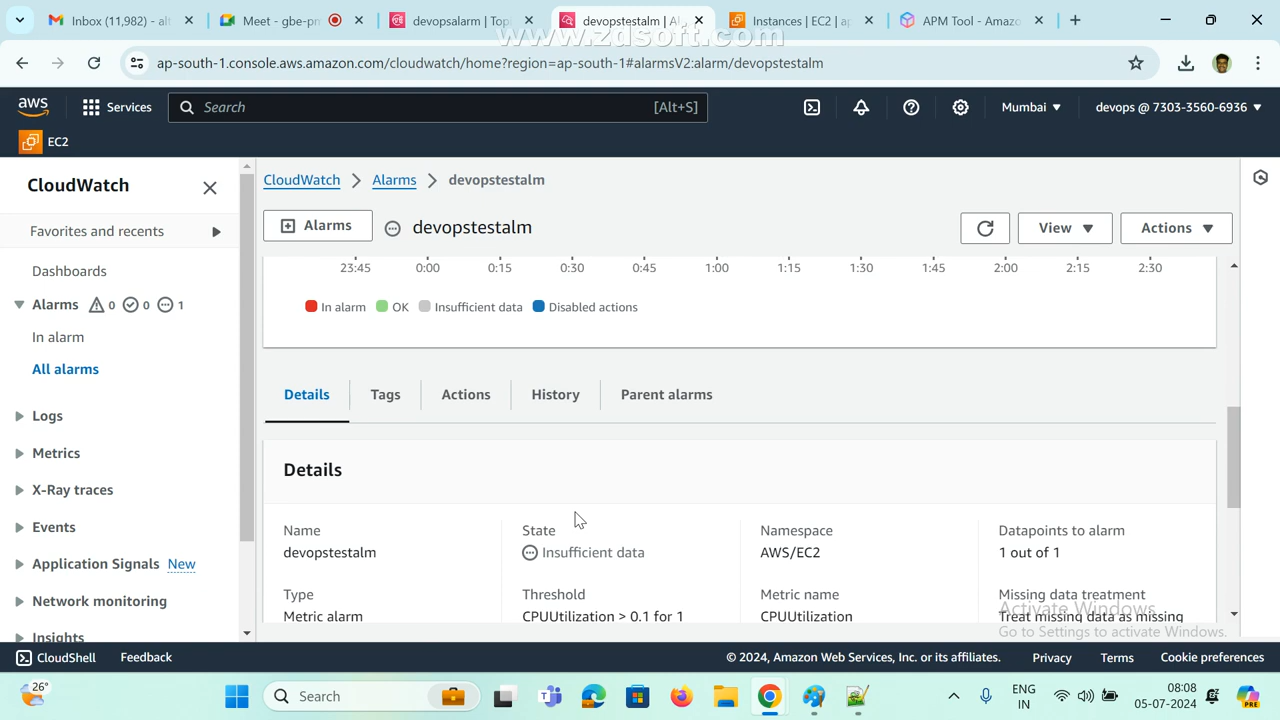 Inbox (11,982) - alt
Meet - gbe-pn
devopsalarm | Topi
devopstestalm | Al
Instances | EC2 | ap
APM Tool - Amazo
www.zdsoft.com
ap-south-1.console.aws.amazon.com/cloudwatch/home?region=ap-south-1#alarmsV2:alarm/devopstestalm
aws Services Search [Alt+S] Mumbai devops @ 7303-3560-6936
EC2
CloudWatch
Favorites and recents
Dashboards
Alarms 0 0 1
In alarm
All alarms
Logs
Metrics
X-Ray traces
Events
Application Signals New
Network monitoring
Insights
CloudWatch Alarms devopstestalm
Alarms devopstestalm View Actions
23:45 0:00 0:15 0:30 0:45 1:00 1:15 1:30 1:45 2:00 2:15 2:30
In alarm OK Insufficient data Disabled actions
Details Tags Actions History Parent alarms
Details
Name State Namespace Datapoints to alarm
devopstestalm Insufficient data AWS/EC2 1 out of 1
Type Threshold Metric name Missing data treatment
Metric alarm CPUUtilization > 0.1 for 1 CPUUtilization Treat missing data as missing
Activate Windows
Go to Settings to activate Windows.
CloudShell Feedback © 2024, Amazon Web Services, Inc. or its affiliates. Privacy Terms Cookie preferences
26° Search ENG 08:08
IN 05-07-2024
PRE